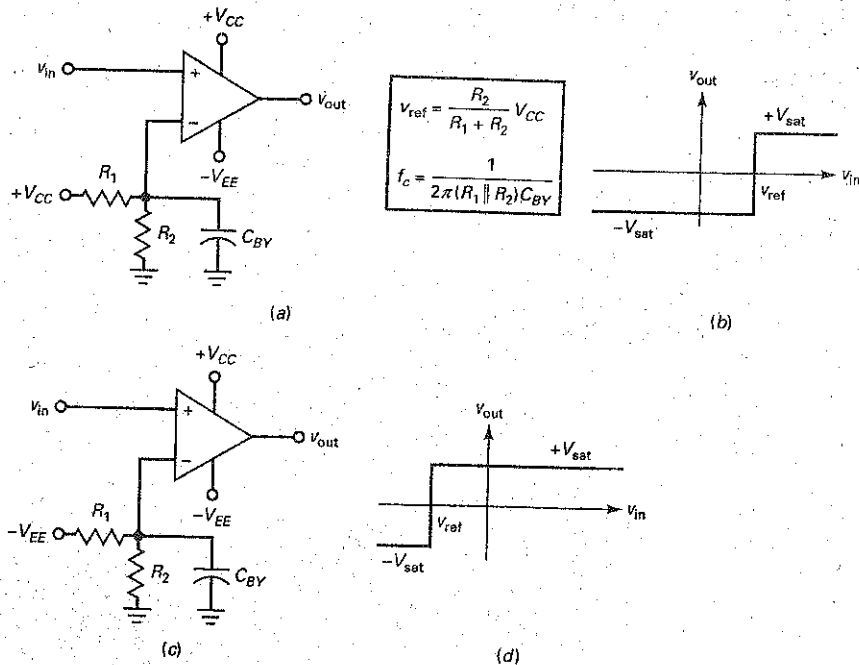 +V_CC
v_in
+
−
v_out
−V_EE
R_1
+V_CC
R_2
C_BY
(a)
v_ref = R_2 / (R_1 + R_2) V_CC
f_c = 1 / (2π(R_1 ∥ R_2)C_BY)
v_out
+V_sat
v_in
v_ref
−V_sat
(b)
+V_CC
v_in
+
−
v_out
−V_EE
R_1
−V_EE
R_2
C_BY
(c)
v_out
+V_sat
v_in
v_ref
−V_sat
(d)